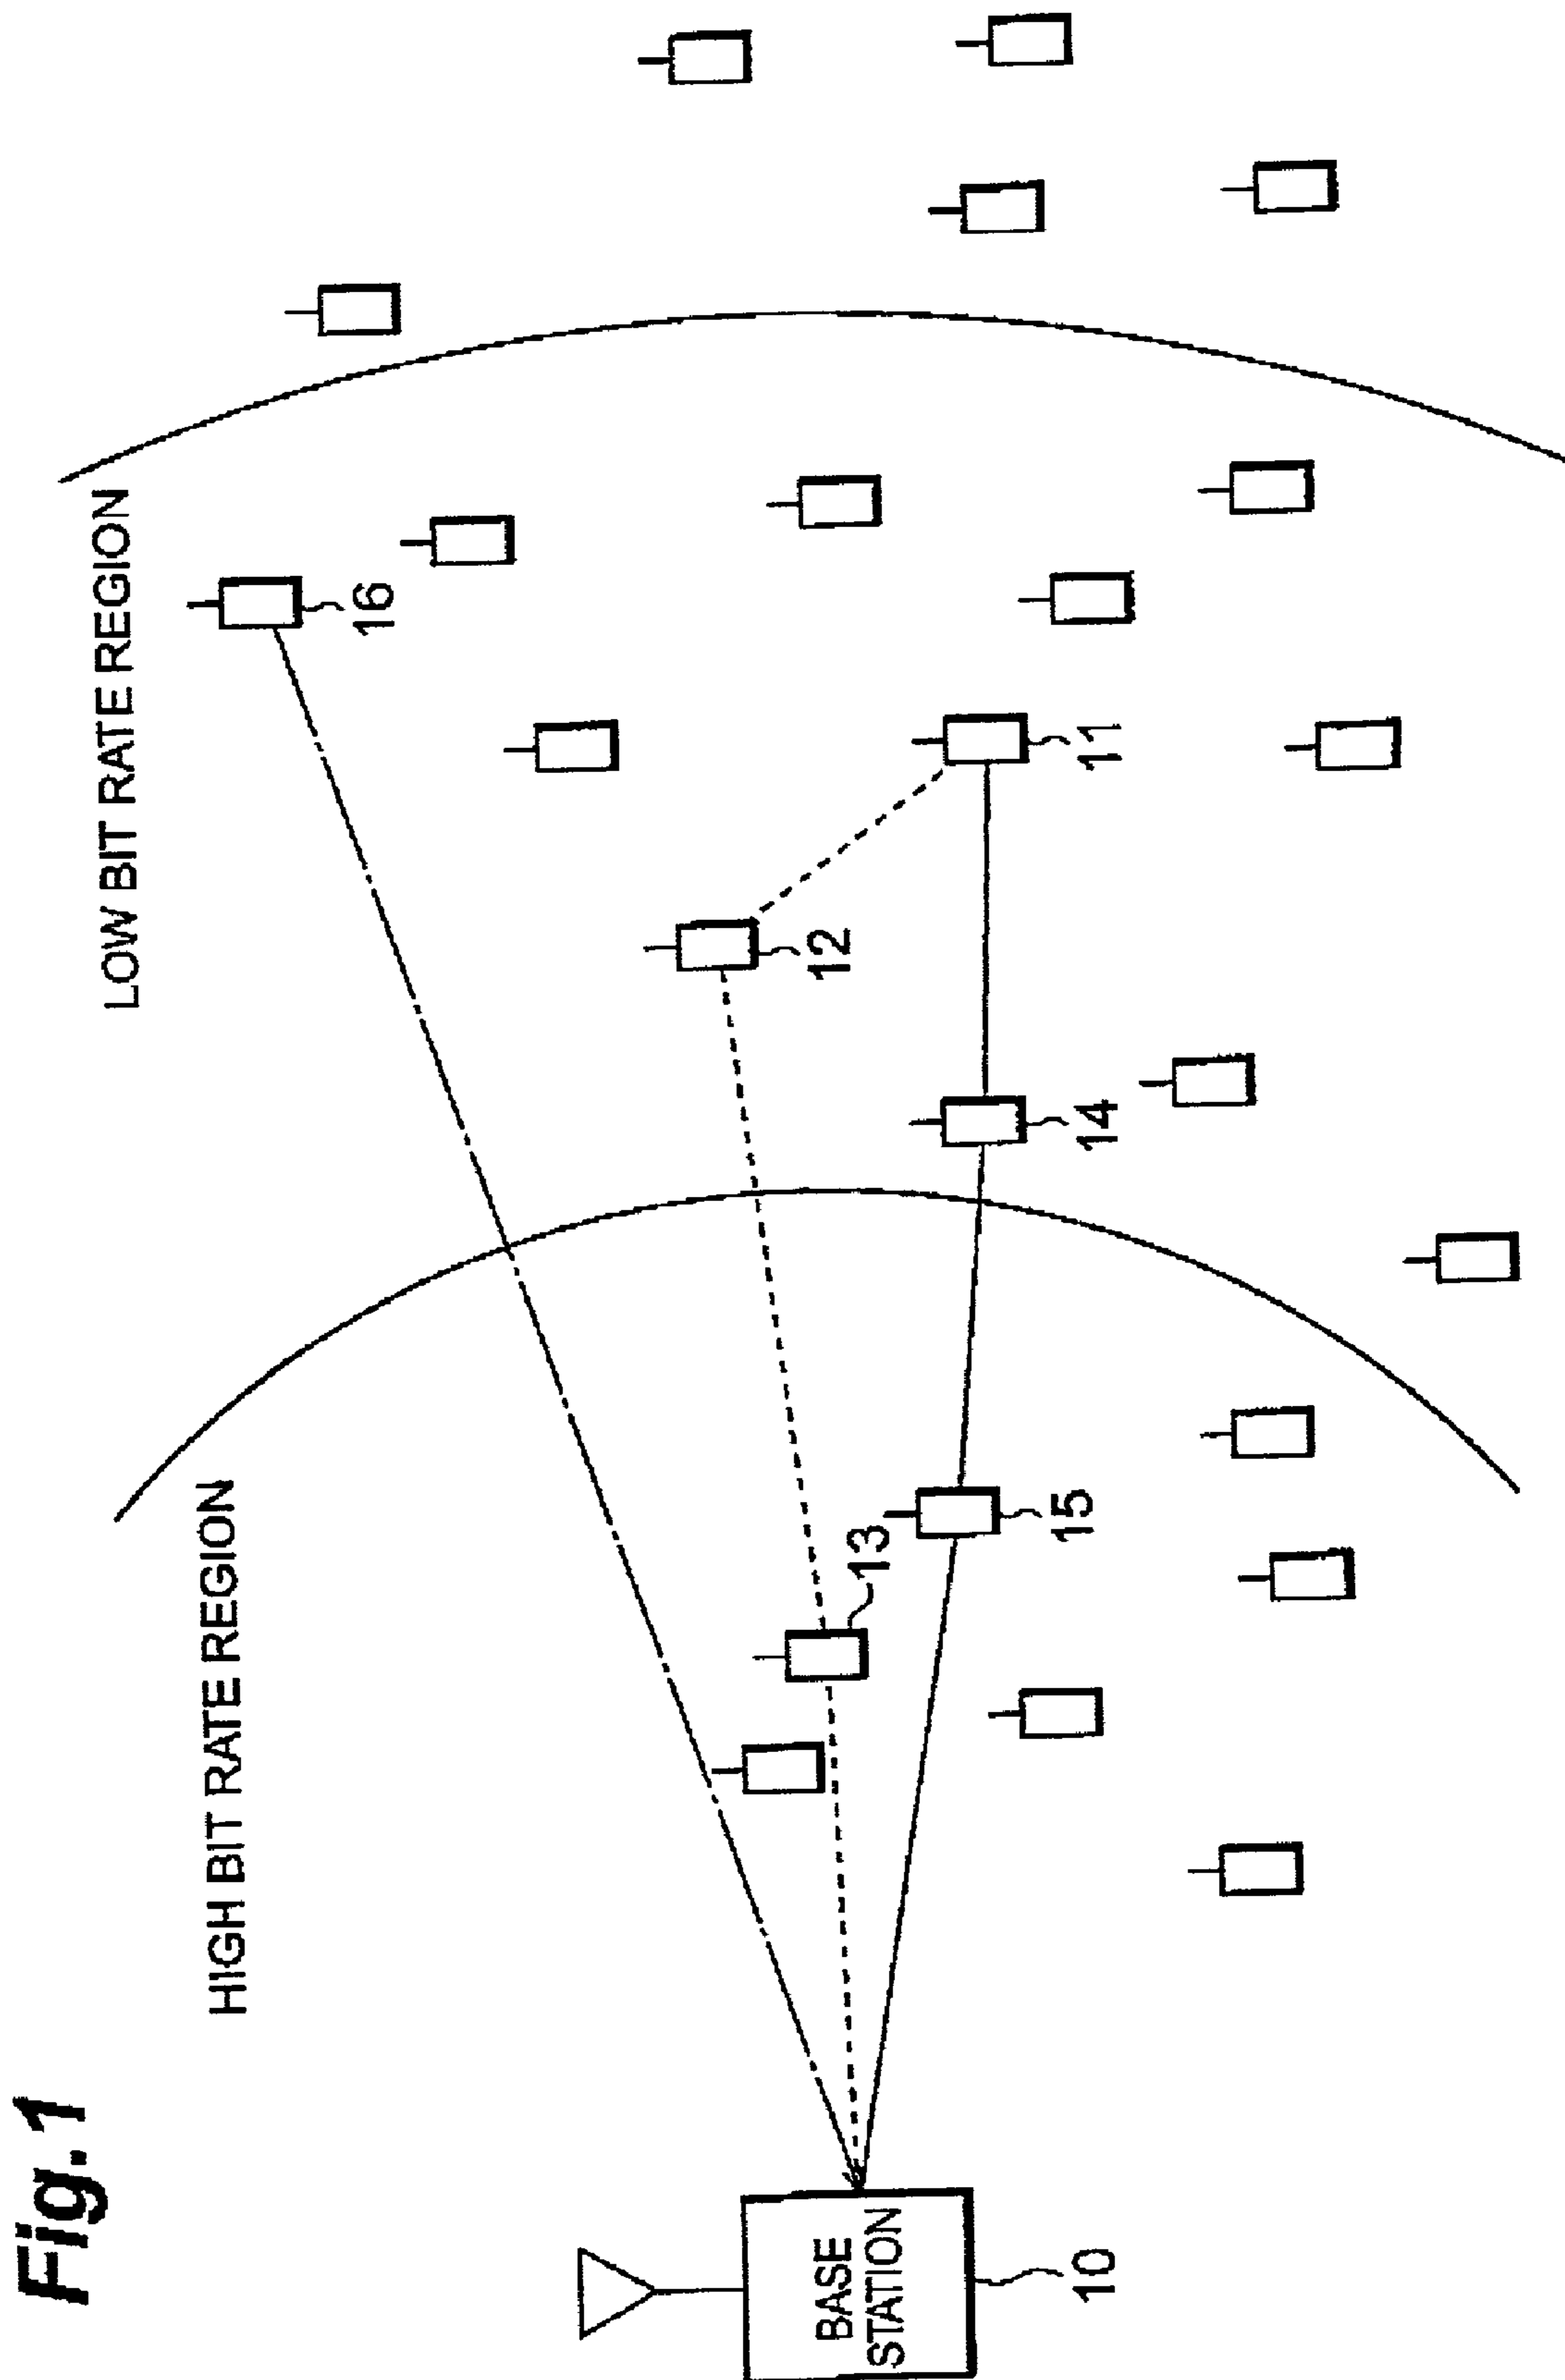 Fig.1
HIGH BIT RATE REGION
LOW BIT RATE REGION
16
12
11
13
14
15
BASE
STATION
10